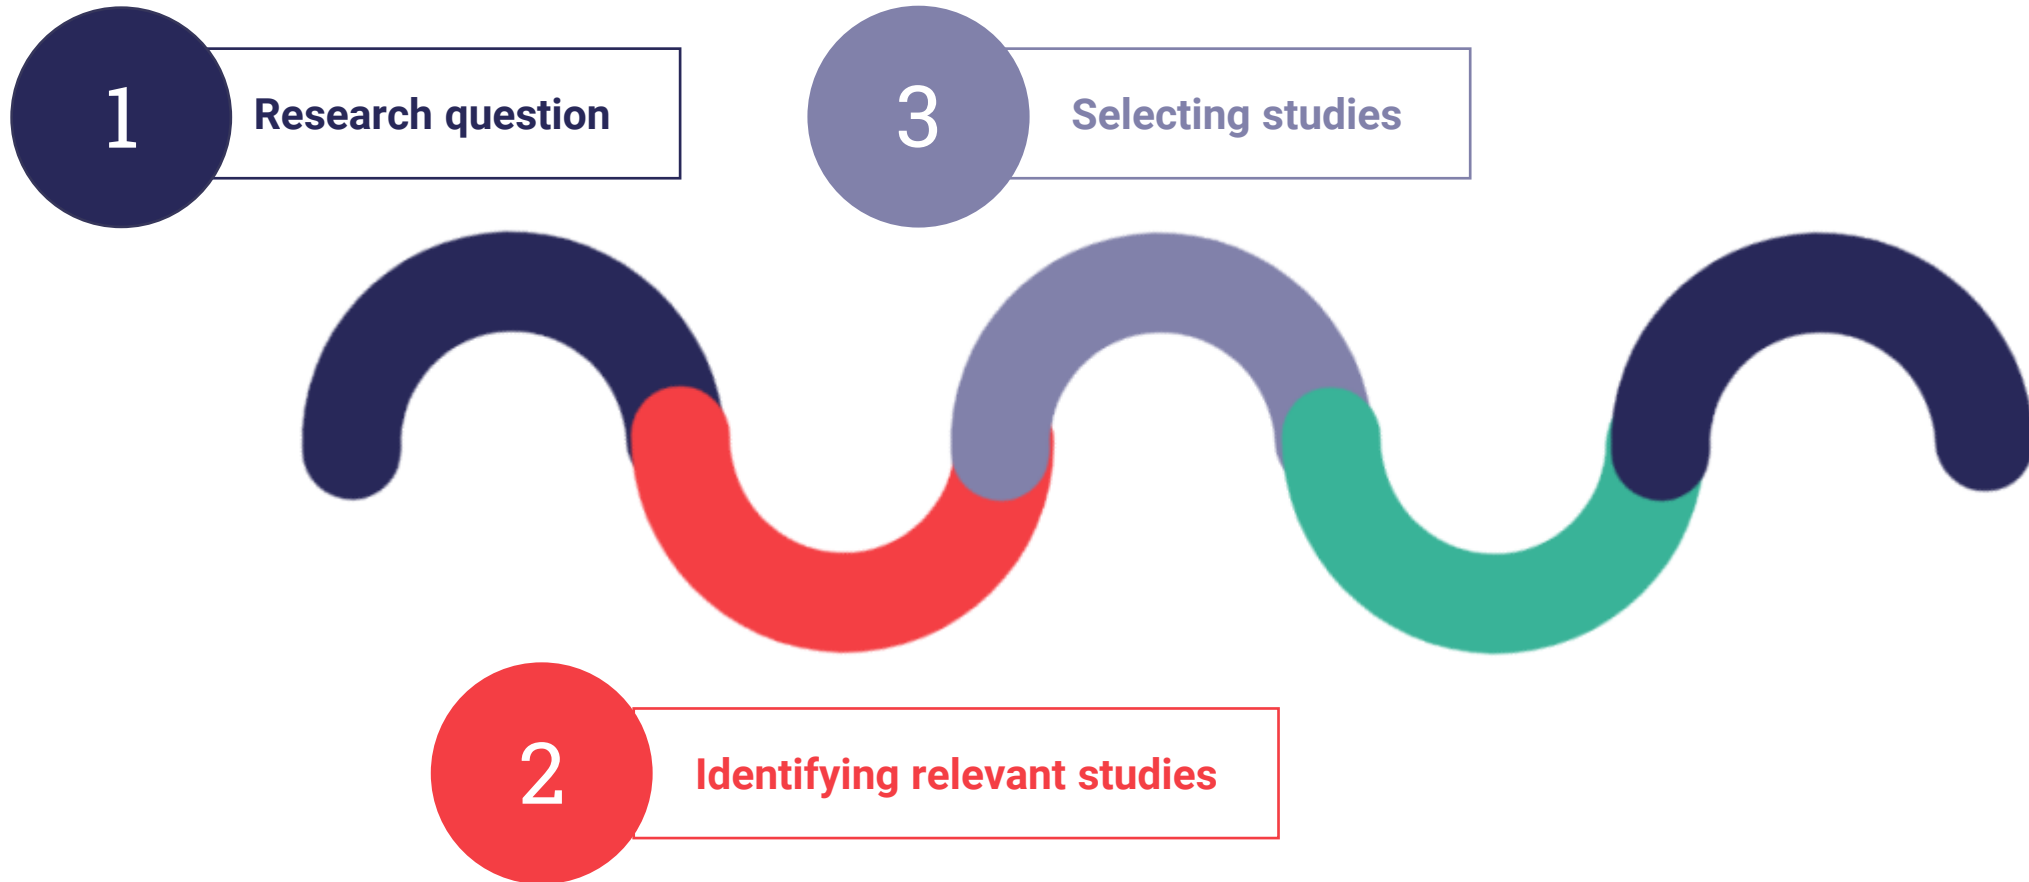 1
Research question
2
Identifying relevant studies
3
Selecting studies